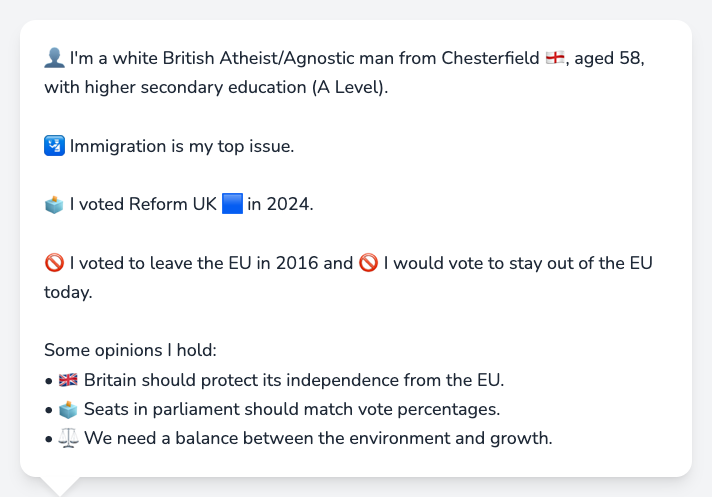 👤 I'm a white British Atheist/Agnostic man from Chesterfield 🏴󠁧󠁢󠁥󠁮󠁧󠁿, aged 58,
with higher secondary education (A Level).
🛂 Immigration is my top issue.
🗳️ I voted Reform UK 🟦 in 2024.
🚫 I voted to leave the EU in 2016 and 🚫 I would vote to stay out of the EU
today.
Some opinions I hold:
• 🇬🇧 Britain should protect its independence from the EU.
• 🗳️ Seats in parliament should match vote percentages.
• ⚖️ We need a balance between the environment and growth.